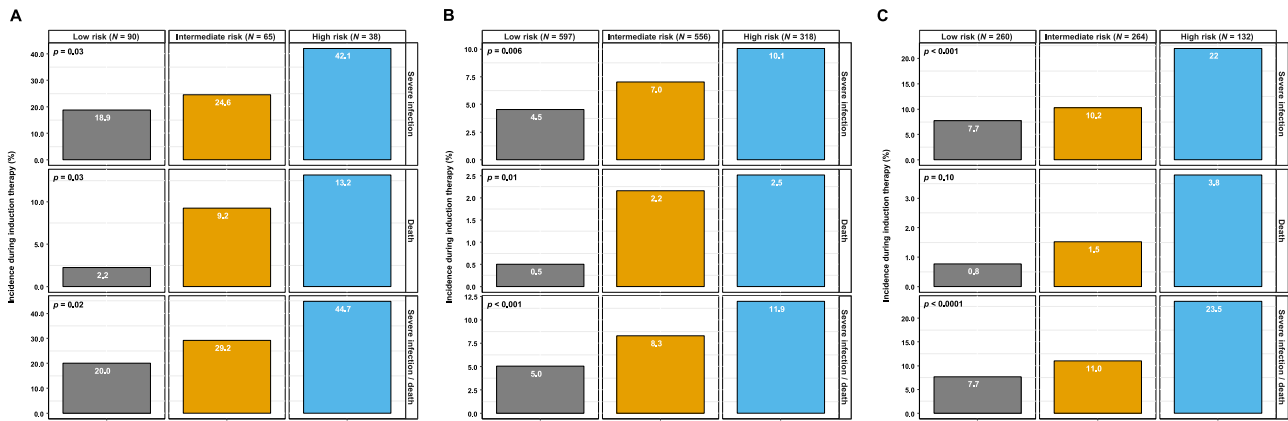 A
Low risk (N = 90) Intermediate risk (N = 65) High risk (N = 38)
Incidence during induction therapy (%)
p = 0.03
40.0
30.0
20.0
10.0
0.0
18.9
24.6
42.1
Severe infection
p = 0.03
10.0
5.0
0.0
2.2
9.2
13.2
Death
p = 0.02
40.0
30.0
20.0
10.0
0.0
20.0
29.2
44.7
Severe infection / death
B
Low risk (N = 597) Intermediate risk (N = 556) High risk (N = 318)
Incidence during induction therapy (%)
p = 0.006
10.0
7.5
5.0
2.5
0.0
4.5
7.0
10.1
Severe infection
p = 0.01
2.5
2.0
1.5
1.0
0.5
0.0
0.5
2.2
2.5
Death
p < 0.001
12.5
10.0
7.5
5.0
2.5
0.0
5.0
8.3
11.9
Severe infection / death
C
Low risk (N = 260) Intermediate risk (N = 264) High risk (N = 132)
Incidence during induction therapy (%)
p < 0.001
20.0
15.0
10.0
5.0
0.0
7.7
10.2
22
Severe infection
p = 0.10
3.0
2.0
1.0
0.0
0.8
1.5
3.8
Death
p < 0.0001
20.0
15.0
10.0
5.0
0.0
7.7
11.0
23.5
Severe infection / death